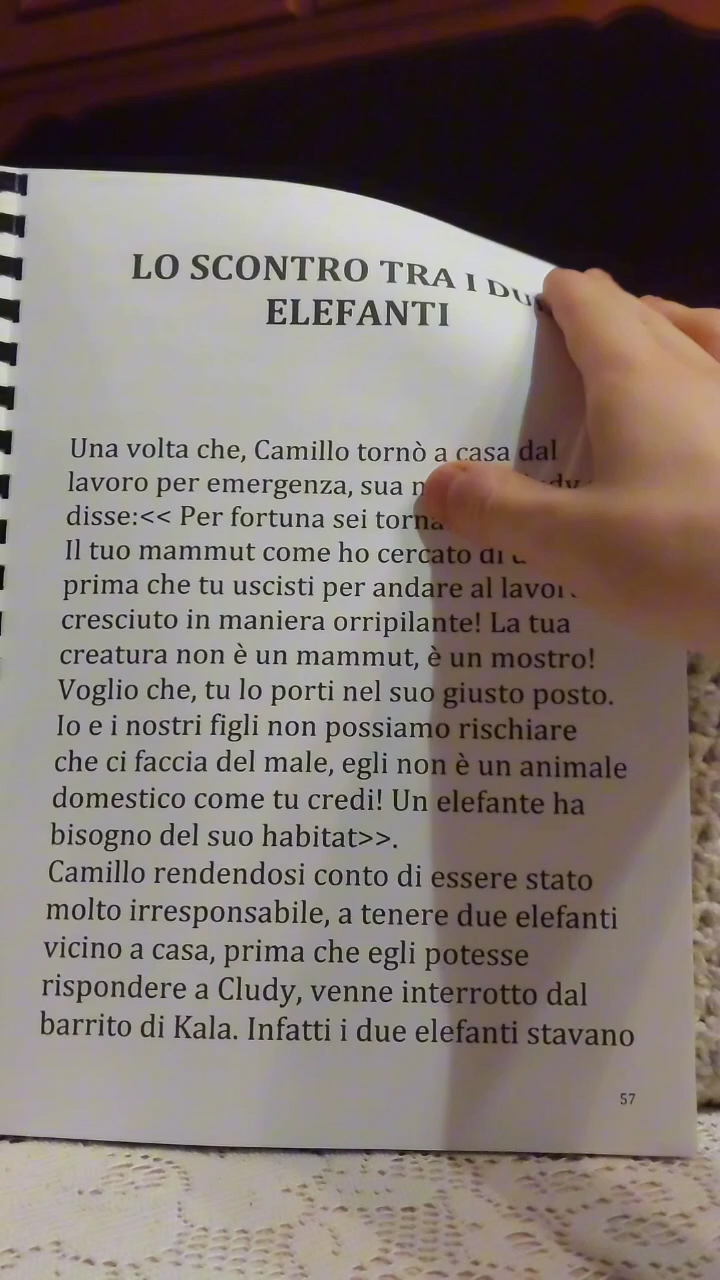 LO SCONTRO TRA I DUE
ELEFANTI
Una volta che, Camillo tornò a casa dal
lavoro per emergenza, sua
disse:<< Per fortuna sei
Il tuo mammut come ho cercato di
prima che tu uscisti per andare al
cresciuto in maniera orripilante! La tua
creatura non è un mammut, è un mostro!
Voglio che, tu lo porti nel suo giusto posto.
Io e i nostri figli non possiamo rischiare
che ci faccia del male, egli non è un animale
domestico come tu credi! Un elefante ha
bisogno del suo habitat>>.
Camillo rendendosi conto di essere stato
molto irresponsabile, a tenere due elefanti
vicino a casa, prima che egli potesse
rispondere a Cludy, venne interrotto dal
barrito di Kala. Infatti i due elefanti stavano
57